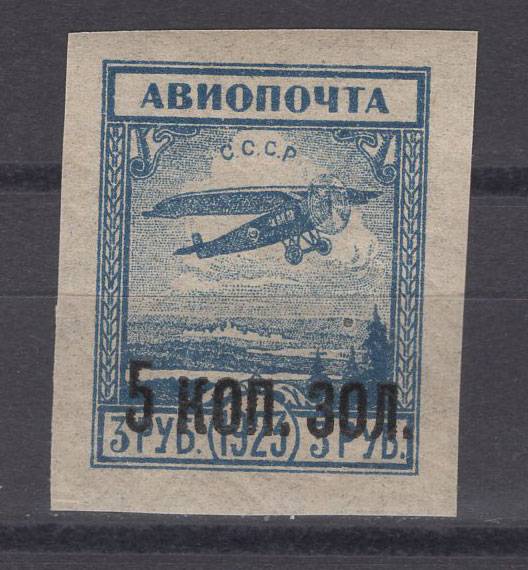 АВИОПОЧТА
С.С.С.Р
5 КОП. ЗОЛ.
3 РУБ. (1923) 3 РУБ.